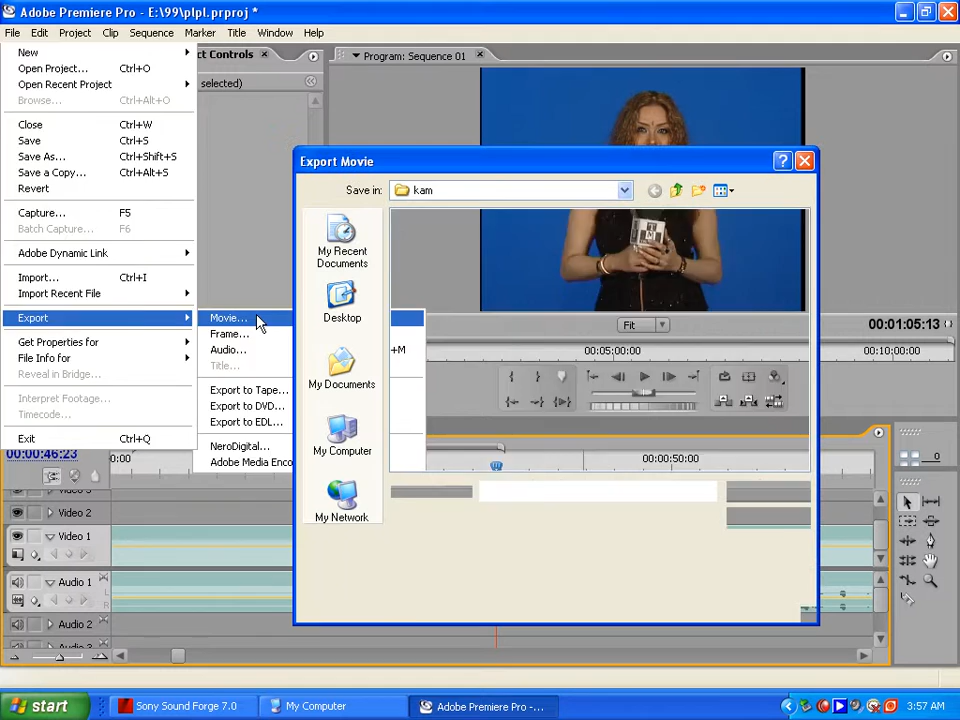 Adobe Premiere Pro - E:\99\plpl.prproj *
File Edit Project Clip Sequence Marker Title Window Help
New
Open Project... Ctrl+O
Open Recent Project
Browse... Ctrl+Alt+O
Close Ctrl+W
Save Ctrl+S
Save As... Ctrl+Shift+S
Save a Copy... Ctrl+Alt+S
Revert
Capture... F5
Batch Capture... F6
Adobe Dynamic Link
Import... Ctrl+I
Import Recent File
Export
Get Properties for
File Info for
Reveal in Bridge...
Interpret Footage...
Timecode...
Exit Ctrl+Q
ct Controls
selected)
Program: Sequence 01
Movie...
Frame...
Audio...
Title...
Export to Tape...
Export to DVD...
Export to EDL...
NeroDigital...
Adobe Media Enco
+M
Export Movie
Save in: kam
My Recent
Documents
Desktop
My Documents
My Computer
My Network
Fit 00:01:05:13
00:05:00:00 00:10:00:00
00:00:46:23 00:00 00:00:50:00
0
Video 2
Video 1
Audio 1
L
R
Audio 2
start Sony Sound Forge 7.0 My Computer Adobe Premiere Pro -... 3:57 AM